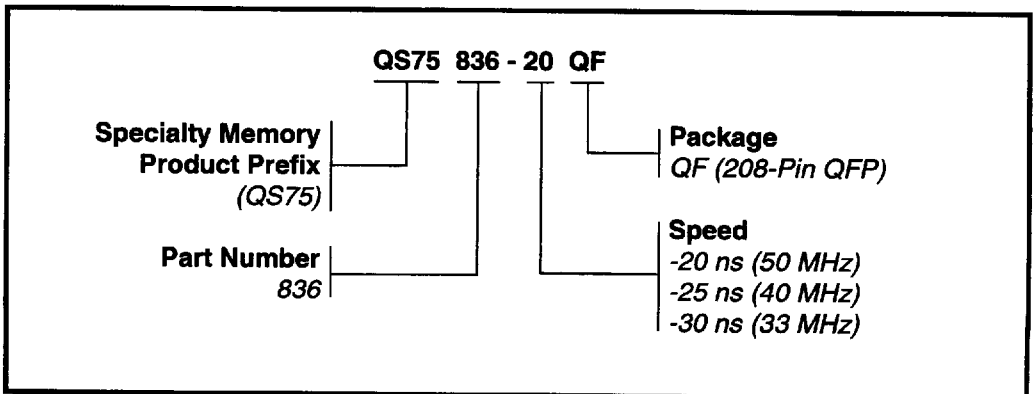 QS75 836 - 20 QF
Specialty Memory
Product Prefix
(QS75)
Part Number
836
Package
QF (208-Pin QFP)
Speed
-20 ns (50 MHz)
-25 ns (40 MHz)
-30 ns (33 MHz)